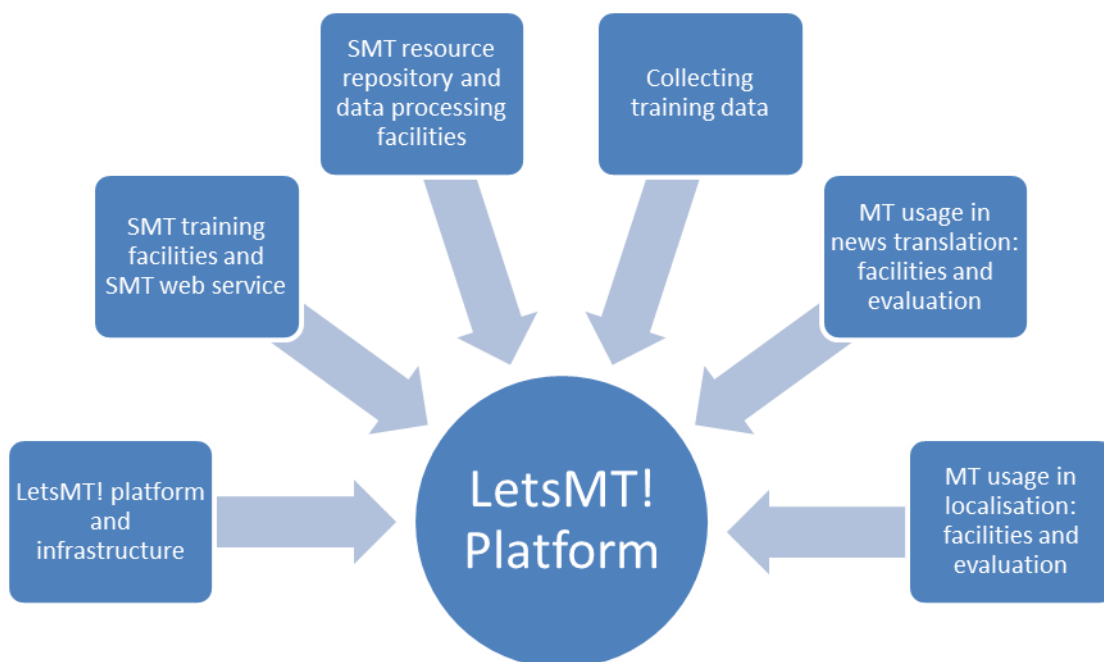 SMT resource
repository and
data processing
facilities
Collecting
training data
SMT training
facilities and
SMT web service
MT usage in
news translation:
facilities and
evaluation
LetsMT! platform
and
infrastructure
LetsMT!
Platform
MT usage in
localisation:
facilities and
evaluation